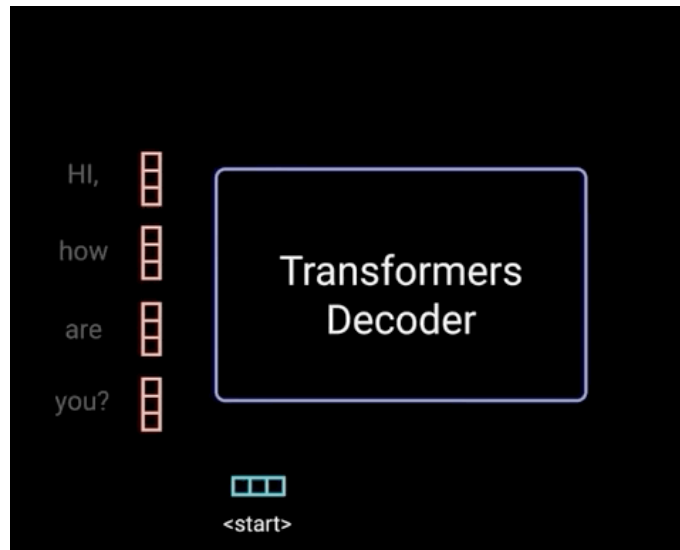 HI,
how
are
you?
Transformers
Decoder
<start>